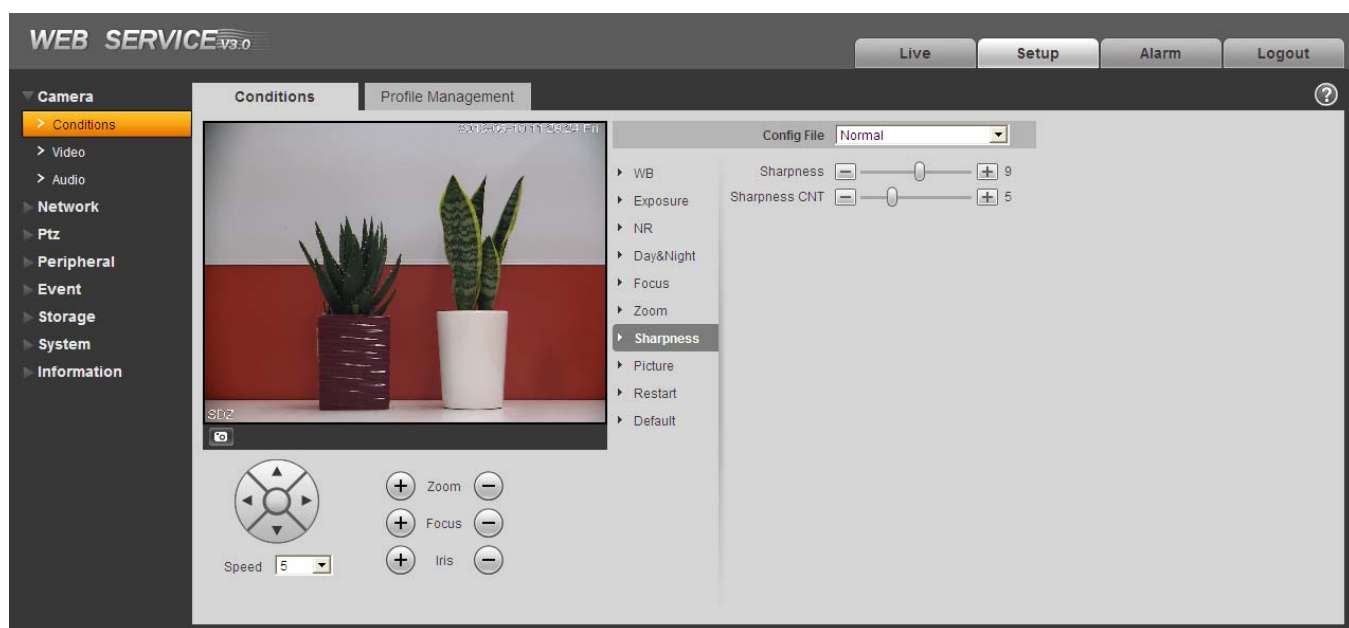 WEB SERVICE V3.0
Live
Setup
Alarm
Logout
Camera
Conditions
Video
Audio
Network
Ptz
Peripheral
Event
Storage
System
Information
Conditions
Profile Management
?
SDZ
Config File Normal
WB
Exposure
NR
Day&Night
Focus
Zoom
Sharpness
Picture
Restart
Default
Sharpness 9
Sharpness CNT 5
Zoom
Focus
Iris
Speed 5